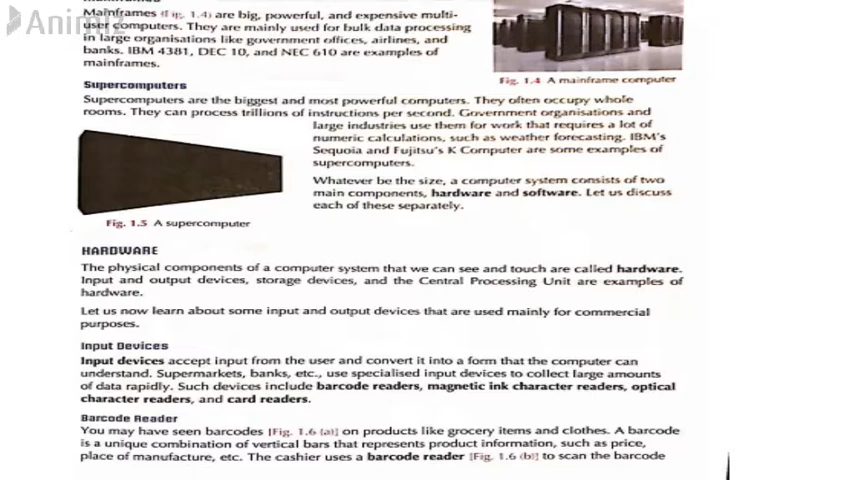 Animiz
Mainframes
Mainframes (Fig. 1.4) are big, powerful, and expensive multi-
user computers. They are mainly used for bulk data processing
in large organisations like government offices, airlines, and
banks. IBM 4381, DEC 10, and NEC 610 are examples of
mainframes.
Fig. 1.4 A mainframe computer
Supercomputers
Supercomputers are the biggest and most powerful computers. They often occupy whole
rooms. They can process trillions of instructions per second. Government organisations and
large industries use them for work that requires a lot of
numeric calculations, such as weather forecasting. IBM's
Sequoia and Fujitsu's K Computer are some examples of
supercomputers.
Whatever be the size, a computer system consists of two
main components, hardware and software. Let us discuss
each of these separately.
Fig. 1.5 A supercomputer
HARDWARE
The physical components of a computer system that we can see and touch are called hardware.
Input and output devices, storage devices, and the Central Processing Unit are examples of
hardware.
Let us now learn about some input and output devices that are used mainly for commercial
purposes.
Input Devices
Input devices accept input from the user and convert it into a form that the computer can
understand. Supermarkets, banks, etc., use specialised input devices to collect large amounts
of data rapidly. Such devices include barcode readers, magnetic ink character readers, optical
character readers, and card readers.
Barcode Reader
You may have seen barcodes [Fig. 1.6 (a)] on products like grocery items and clothes. A barcode
is a unique combination of vertical bars that represents product information, such as price,
place of manufacture, etc. The cashier uses a barcode reader [Fig. 1.6 (b)] to scan the barcode